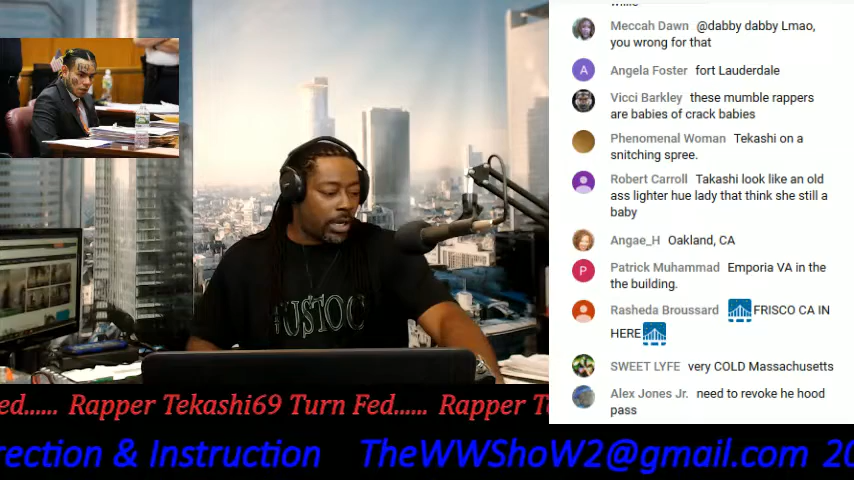 Meccah Dawn @dabby dabby Lmao,
you wrong for that
Angela Foster fort Lauderdale
Vicci Barkley these mumble rappers
are babies of crack babies
Phenomenal Woman Tekashi on a
snitching spree.
Robert Carroll Takashi look like an old
ass lighter hue lady that think she still a
baby
Angae_H Oakland, CA
Patrick Muhammad Emporia VA in the
the building.
Rasheda Broussard FRISCO CA IN
HERE
SWEET LYFE very COLD Massachusetts
Alex Jones Jr. need to revoke he hood
pass
A
P
ed...... Rapper Tekashi69 Turn Fed...... Rapper T
rection & Instruction TheWWShoW2@gmail.com 20